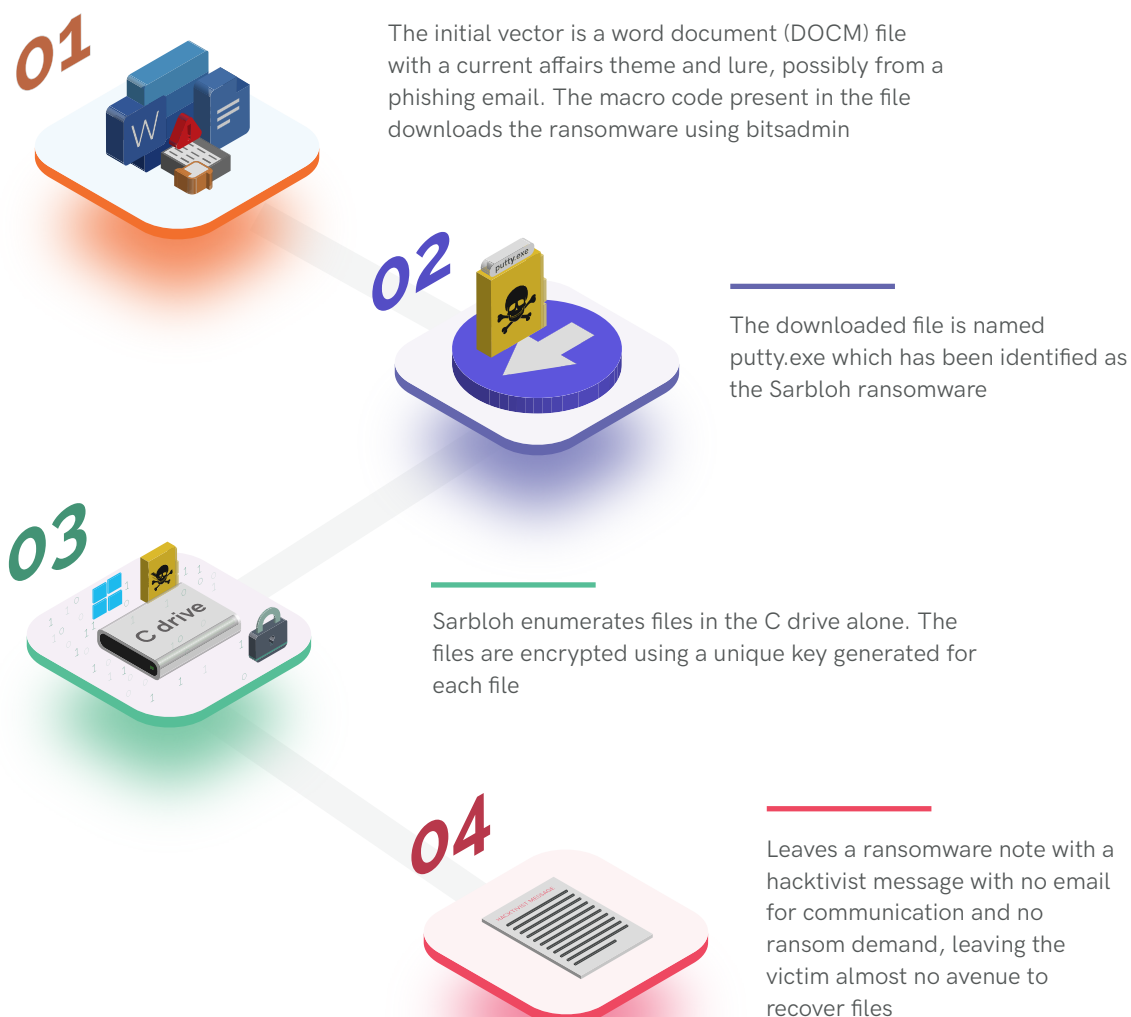 01
The initial vector is a word document (DOCM) file
with a current affairs theme and lure, possibly from a
phishing email. The macro code present in the file
downloads the ransomware using bitsadmin
W
02
putty.exe
The downloaded file is named
putty.exe which has been identified as
the Sarbloh ransomware
03
C drive
Sarbloh enumerates files in the C drive alone. The
files are encrypted using a unique key generated for
each file
04
HACKTIVIST MESSAGE
Leaves a ransomware note with a
hacktivist message with no email
for communication and no
ransom demand, leaving the
victim almost no avenue to
recover files